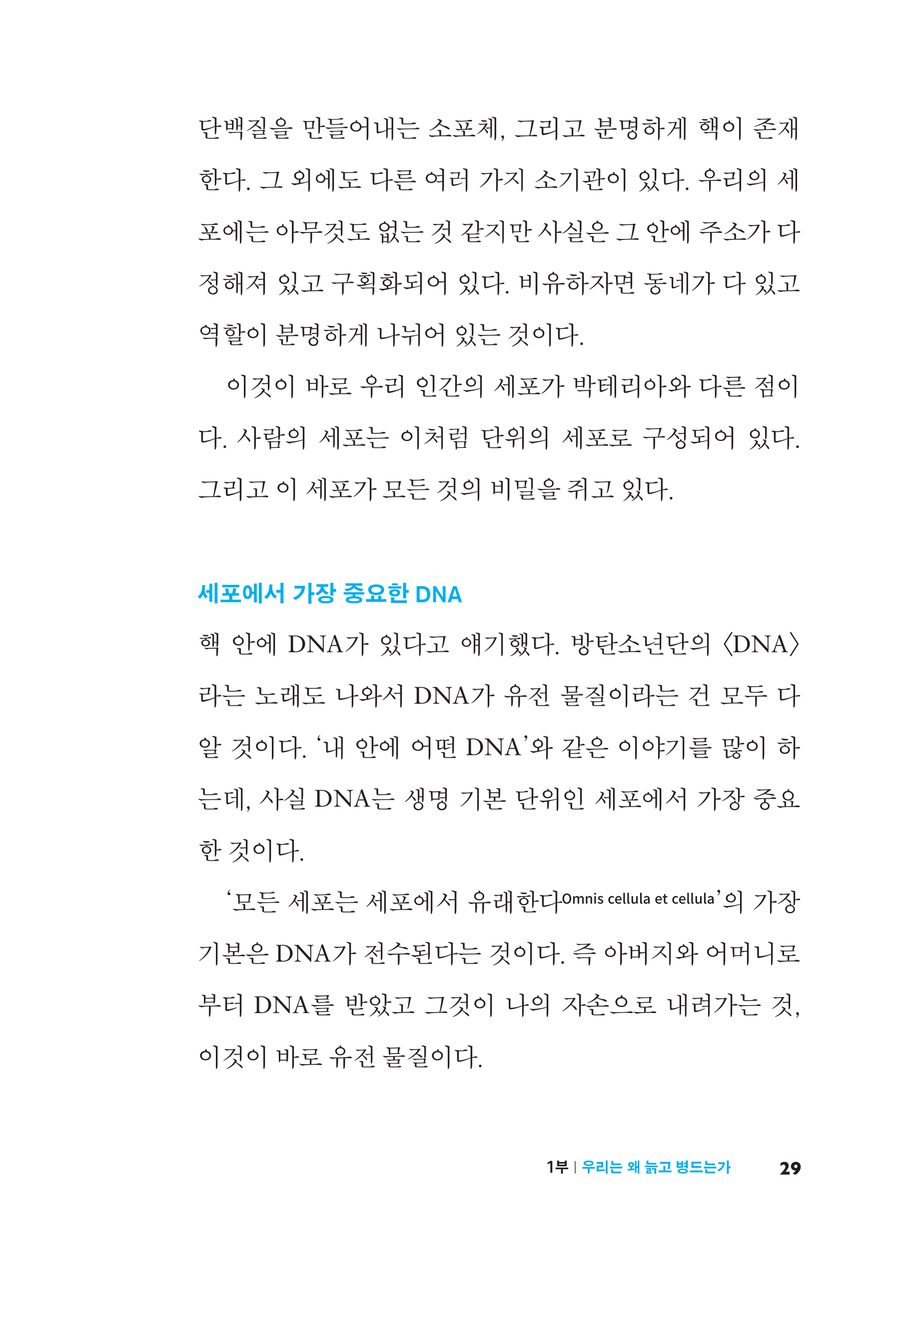 단백질을 만들어내는 소포체, 그리고 분명하게 핵이 존재
한다. 그 외에도 다른 여러 가지 소기관이 있다. 우리의 세
포에는 아무것도 없는 것 같지만 사실은 그 안에 주소가 다
정해져 있고 구획화되어 있다. 비유하자면 동네가 다 있고
역할이 분명하게 나뉘어 있는 것이다.
이것이 바로 우리 인간의 세포가 박테리아와 다른 점이
다. 사람의 세포는 이처럼 단위의 세포로 구성되어 있다.
그리고 이 세포가 모든 것의 비밀을 쥐고 있다.
세포에서 가장 중요한 DNA
핵 안에 DNA가 있다고 얘기했다. 방탄소년단의 〈DNA〉
라는 노래도 나와서 DNA가 유전 물질이라는 건 모두 다
알 것이다. ‘내 안에 어떤 DNA’와 같은 이야기를 많이 하
는데, 사실 DNA는 생명 기본 단위인 세포에서 가장 중요
한 것이다.
‘모든 세포는 세포에서 유래한다Omnis cellula et cellula’의 가장
기본은 DNA가 전수된다는 것이다. 즉 아버지와 어머니로
부터 DNA를 받았고 그것이 나의 자손으로 내려가는 것,
이것이 바로 유전 물질이다.
1부 | 우리는 왜 늙고 병드는가 29